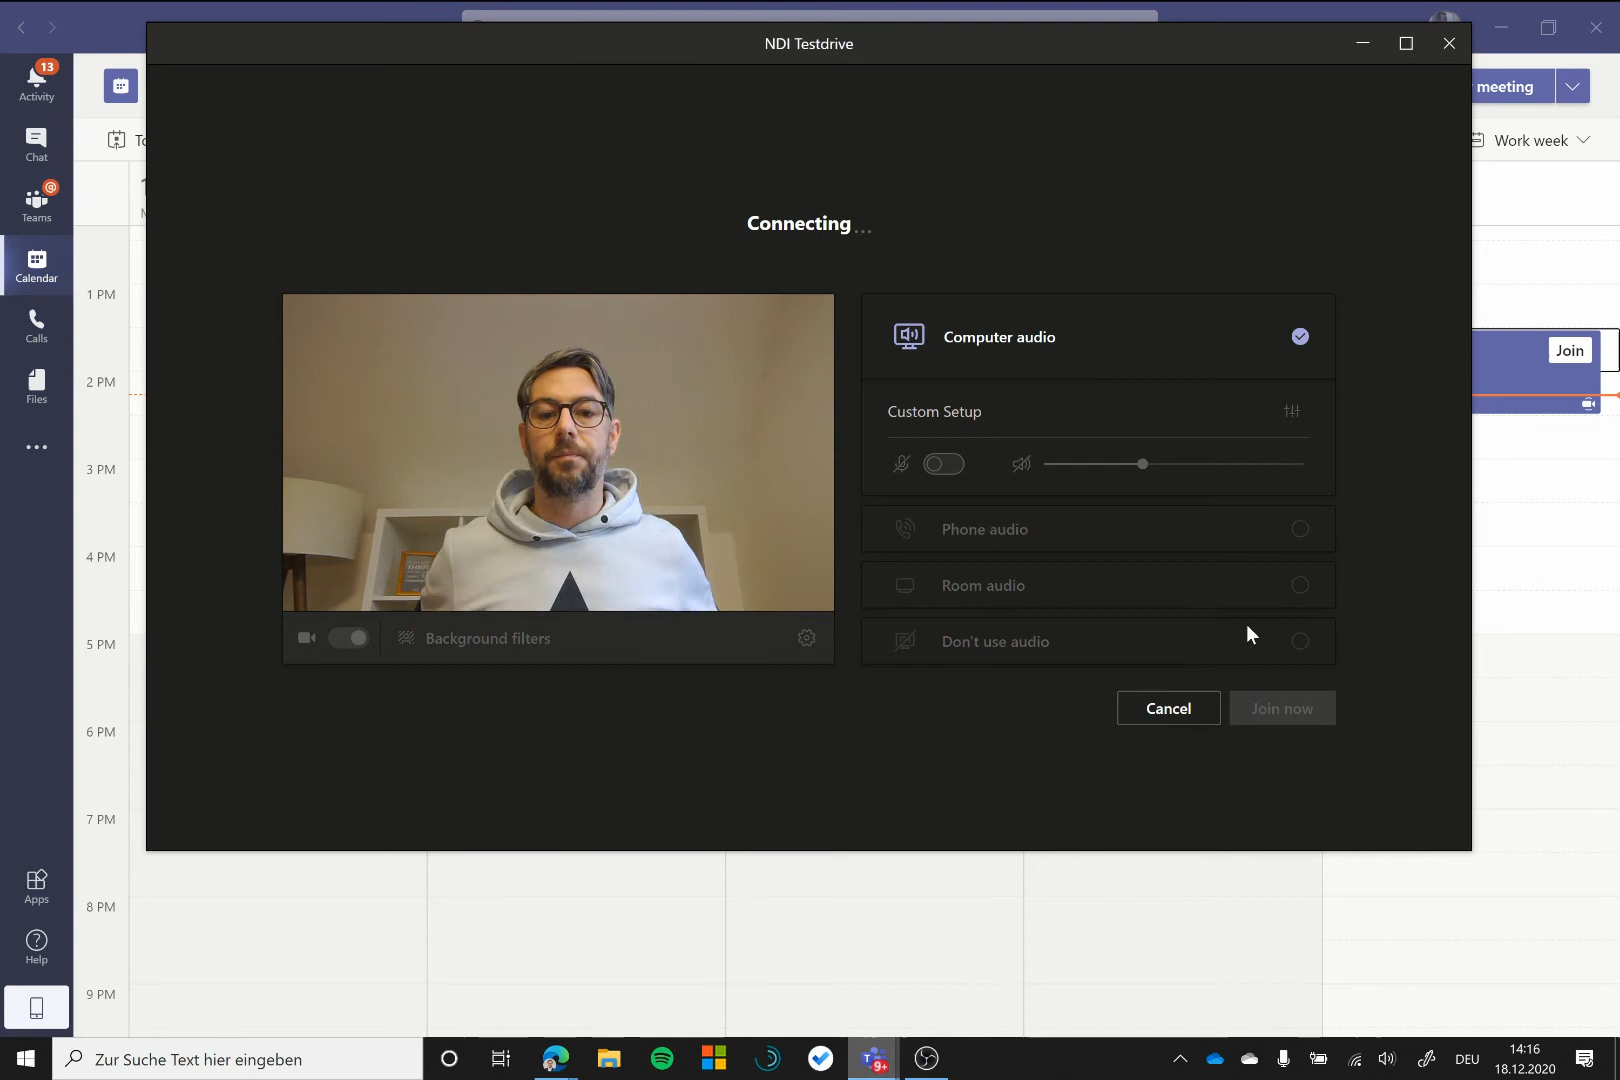 NDI Testdrive
13
Activity
meeting
Chat
Work week
Teams
Connecting...
Calendar
1 PM
Computer audio
Calls
Join
2 PM
Files
Custom Setup
3 PM
Phone audio
4 PM
Room audio
5 PM
Background filters
Don't use audio
Cancel
Join now
6 PM
7 PM
Apps
8 PM
Help
9 PM
Zur Suche Text hier eingeben
T
9+
DEU
14:16
18.12.2020